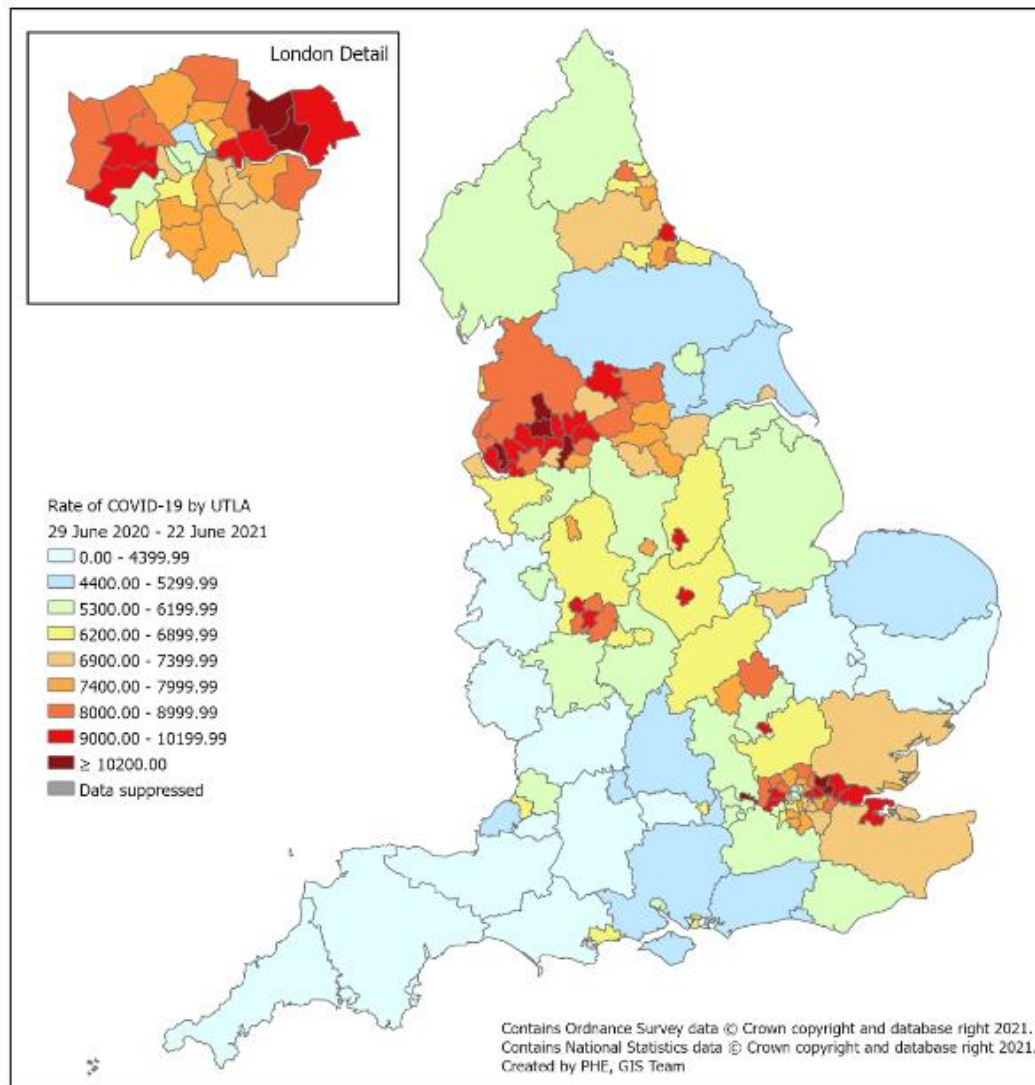 London Detail
Rate of COVID-19 by UTLA
29 June 2020 - 22 June 2021
0.00 - 4399.99
4400.00 - 5299.99
5300.00 - 6199.99
6200.00 - 6899.99
6900.00 - 7399.99
7400.00 - 7999.99
8000.00 - 8999.99
9000.00 - 10199.99
≥ 10200.00
Data suppressed
Contains Ordnance Survey data © Crown copyright and database right 2021.
Contains National Statistics data © Crown copyright and database right 2021.
Created by PHE, GIS Team